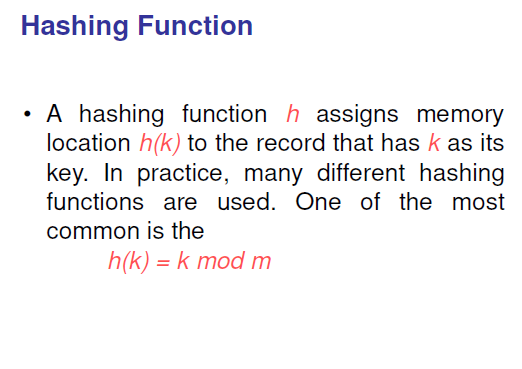 Hashing Function
• A hashing function h assigns memory
location h(k) to the record that has k as its
key. In practice, many different hashing
functions are used. One of the most
common is the
h(k) = k mod m